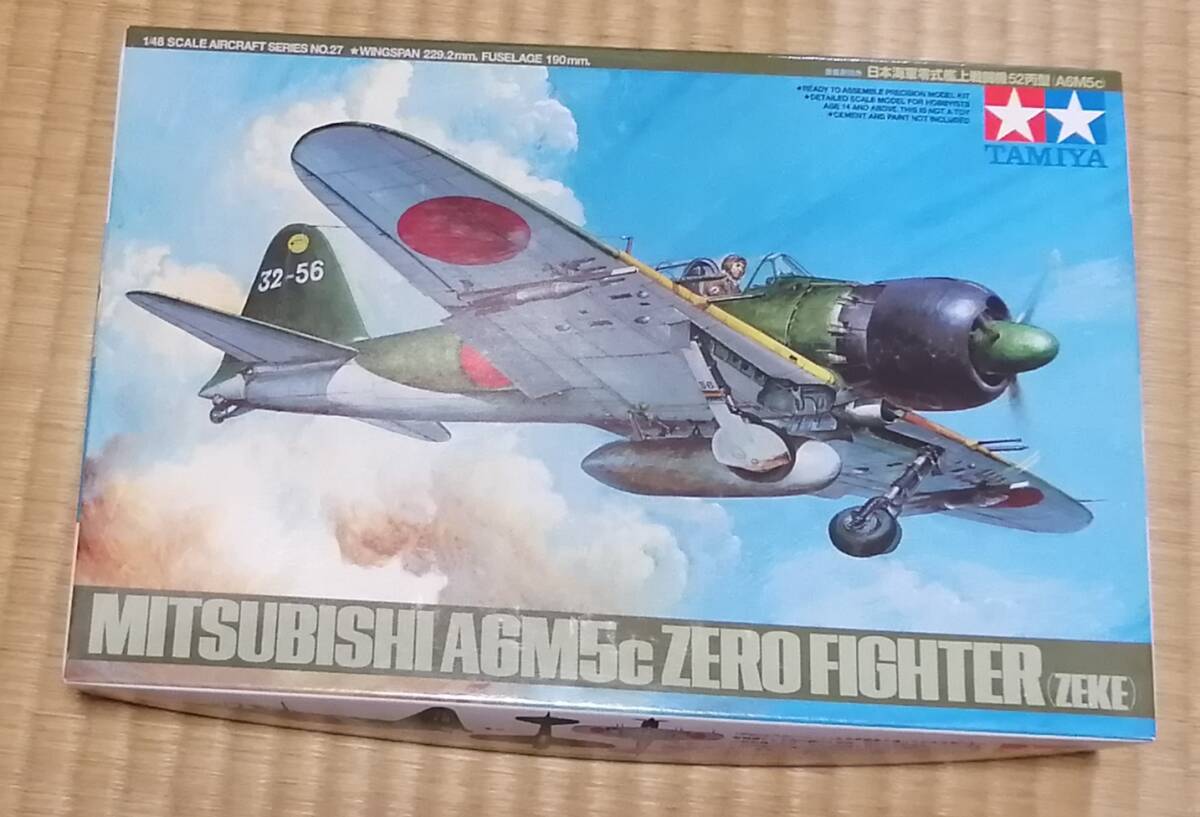 1/48 SCALE AIRCRAFT SERIES NO.27 ★WINGSPAN 229.2mm, FUSELAGE 190mm.
日本海軍零式艦上戦闘機52丙型(A6M5c)
★READY TO ASSEMBLE PRECISION MODEL KIT
★DETAILED SCALE MODEL FOR HOBBYISTS
AGE 14 AND ABOVE. THIS IS NOT A TOY
★CEMENT AND PAINT NOT INCLUDED
TAMIYA
32-56
56
MITSUBISHI A6M5c ZERO FIGHTER (ZEKE)